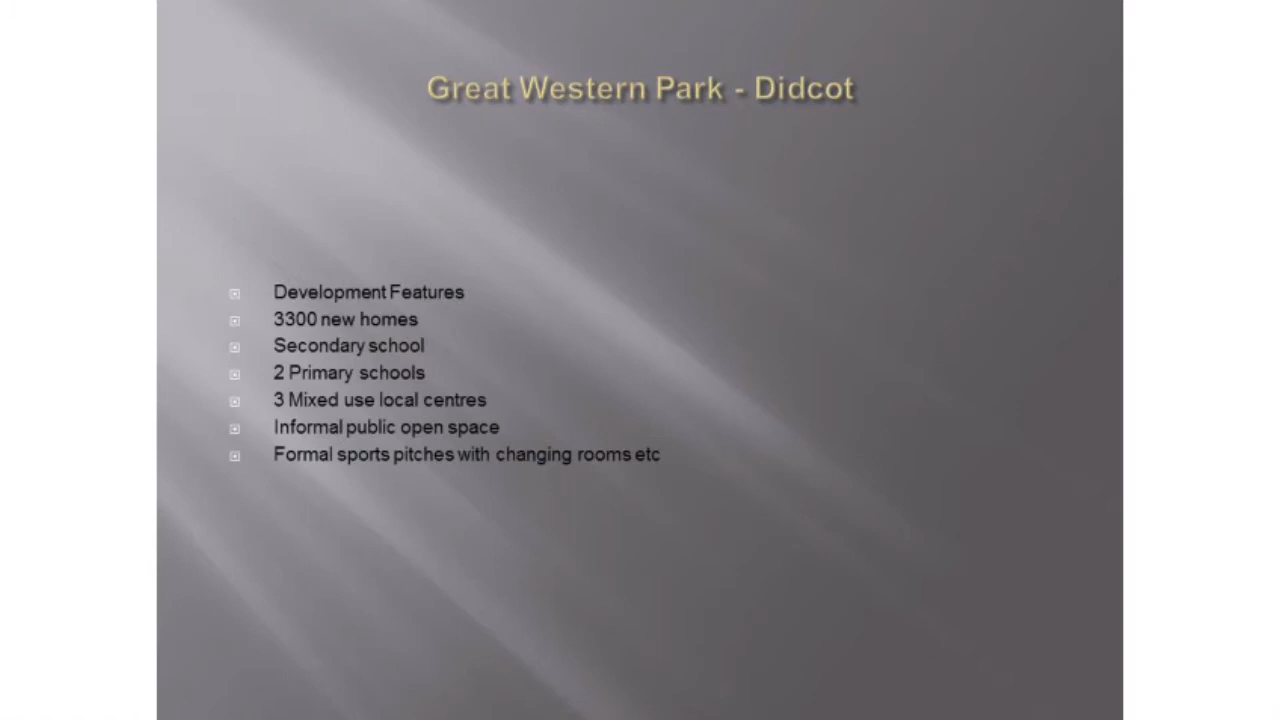 Great Western Park - Didcot
Development Features
3300 new homes
Secondary school
2 Primary schools
3 Mixed use local centres
Informal public open space
Formal sports pitches with changing rooms etc